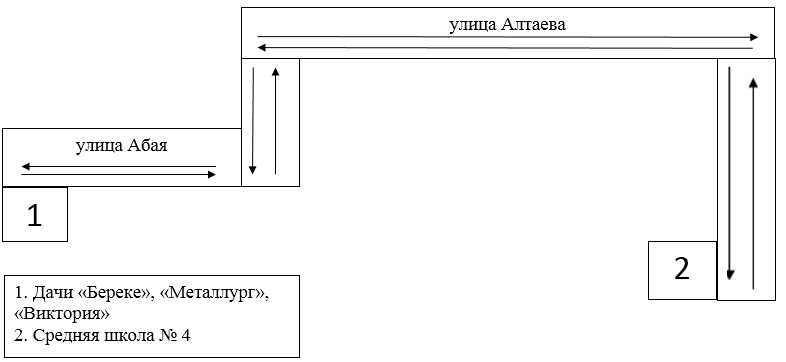 улица Алтаева
улица Абая
1
2
1. Дачи «Береке», «Металлург»,
«Виктория»
2. Средняя школа № 4